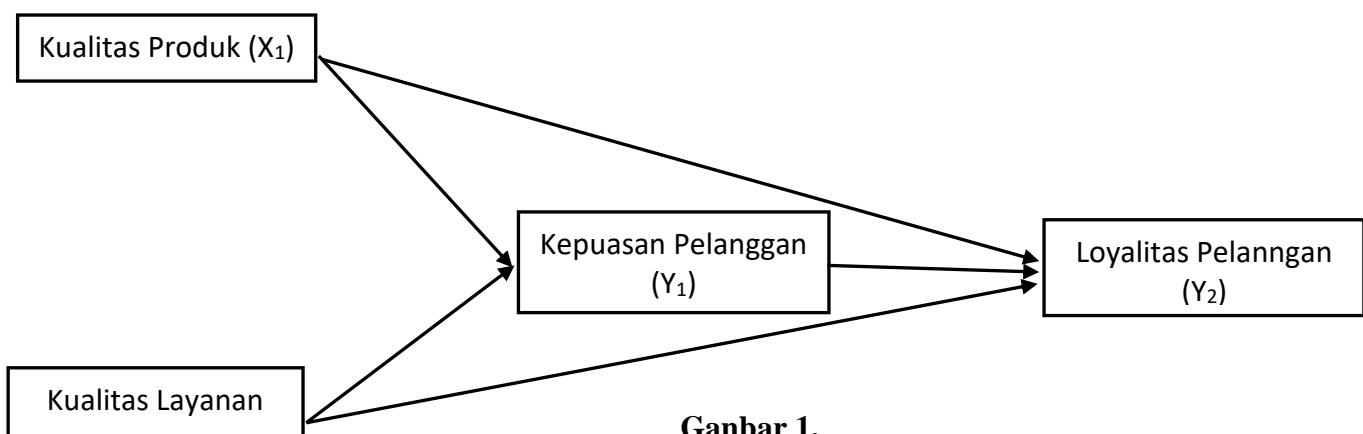 Kualitas Produk (X₁)
Kepuasan Pelanggan
(Y₁)
Loyalitas Pelanngan
(Y₂)
Kualitas Layanan
Ganbar 1.